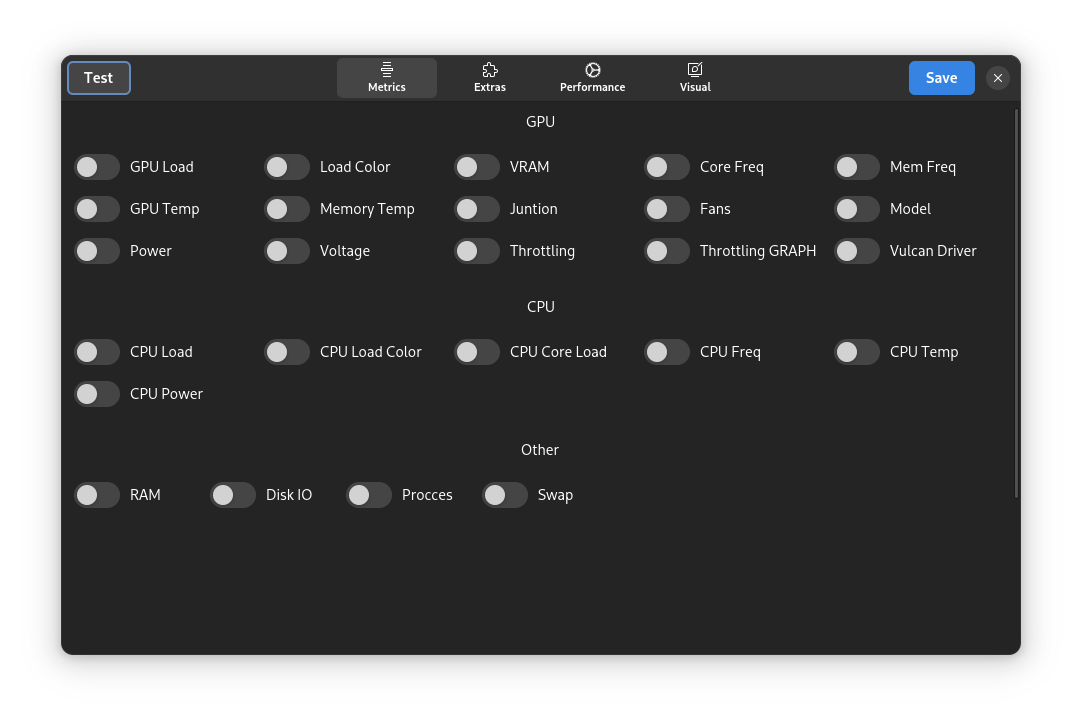 Test Metrics Extras Performance Visual Save
GPU
GPU Load Load Color VRAM Core Freq Mem Freq
GPU Temp Memory Temp Juntion Fans Model
Power Voltage Throttling Throttling GRAPH Vulcan Driver
CPU
CPU Load CPU Load Color CPU Core Load CPU Freq CPU Temp
CPU Power
Other
RAM Disk IO Procces Swap